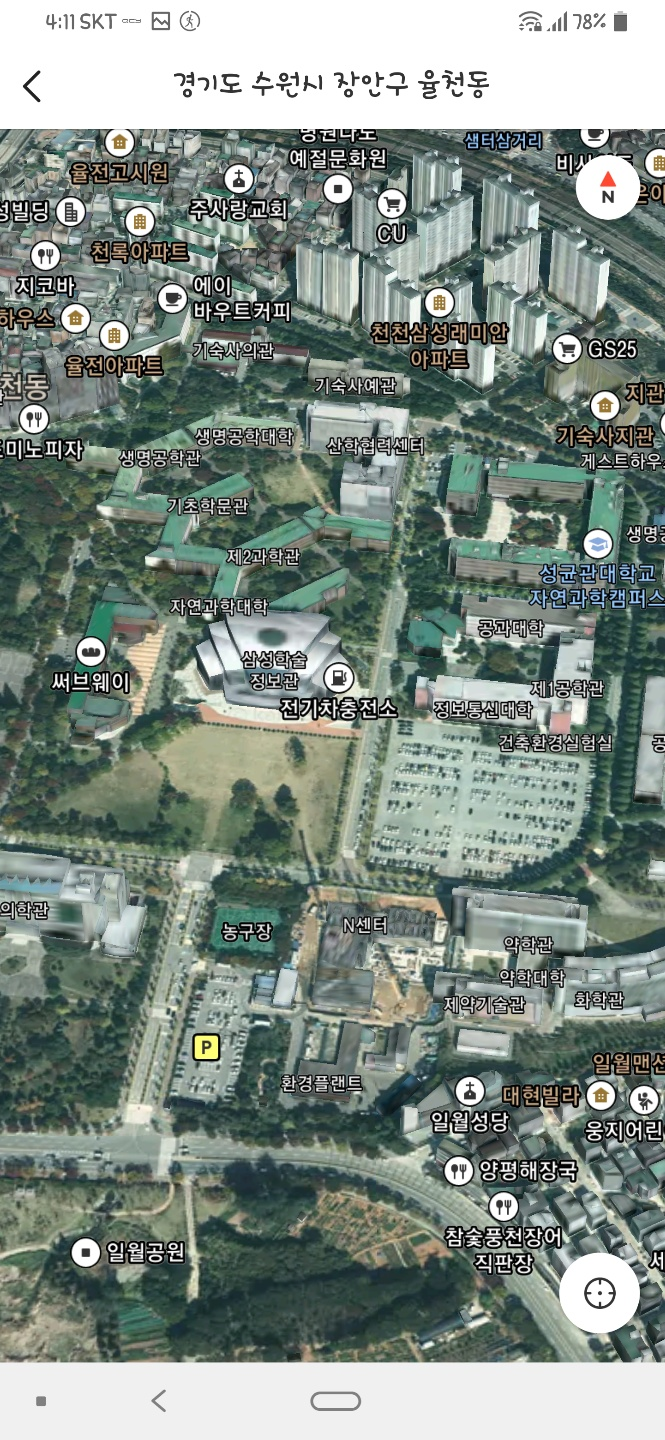 4:11 SKT
78%
경기도 수원시 장안구 율천동
샘터삼거리
예절문화원
율전고시원
N
주사랑교회
CU
천록아파트
지코바
에이
바우트커피
하우스
천천삼성래미안
아파트
GS25
율전아파트
기숙사의관
기숙사예관
천동
지관
기숙사지관
게스트하우
생명공학대학
산학협력센터
생명공학관
기초학문관
제2과학관
성균관대학교
자연과학캠퍼스
자연과학대학
공과대학
삼성학술
정보관
써브웨이
전기차충전소
제1공학관
정보통신대학
건축환경실험실
공
의학관
농구장
N센터
약학관
약학대학
제약기술관
화학관
P
환경플랜트
일월맨션
대현빌라
일월성당
웅지어린
양평해장국
참숯풍천장어
직판장
일월공원